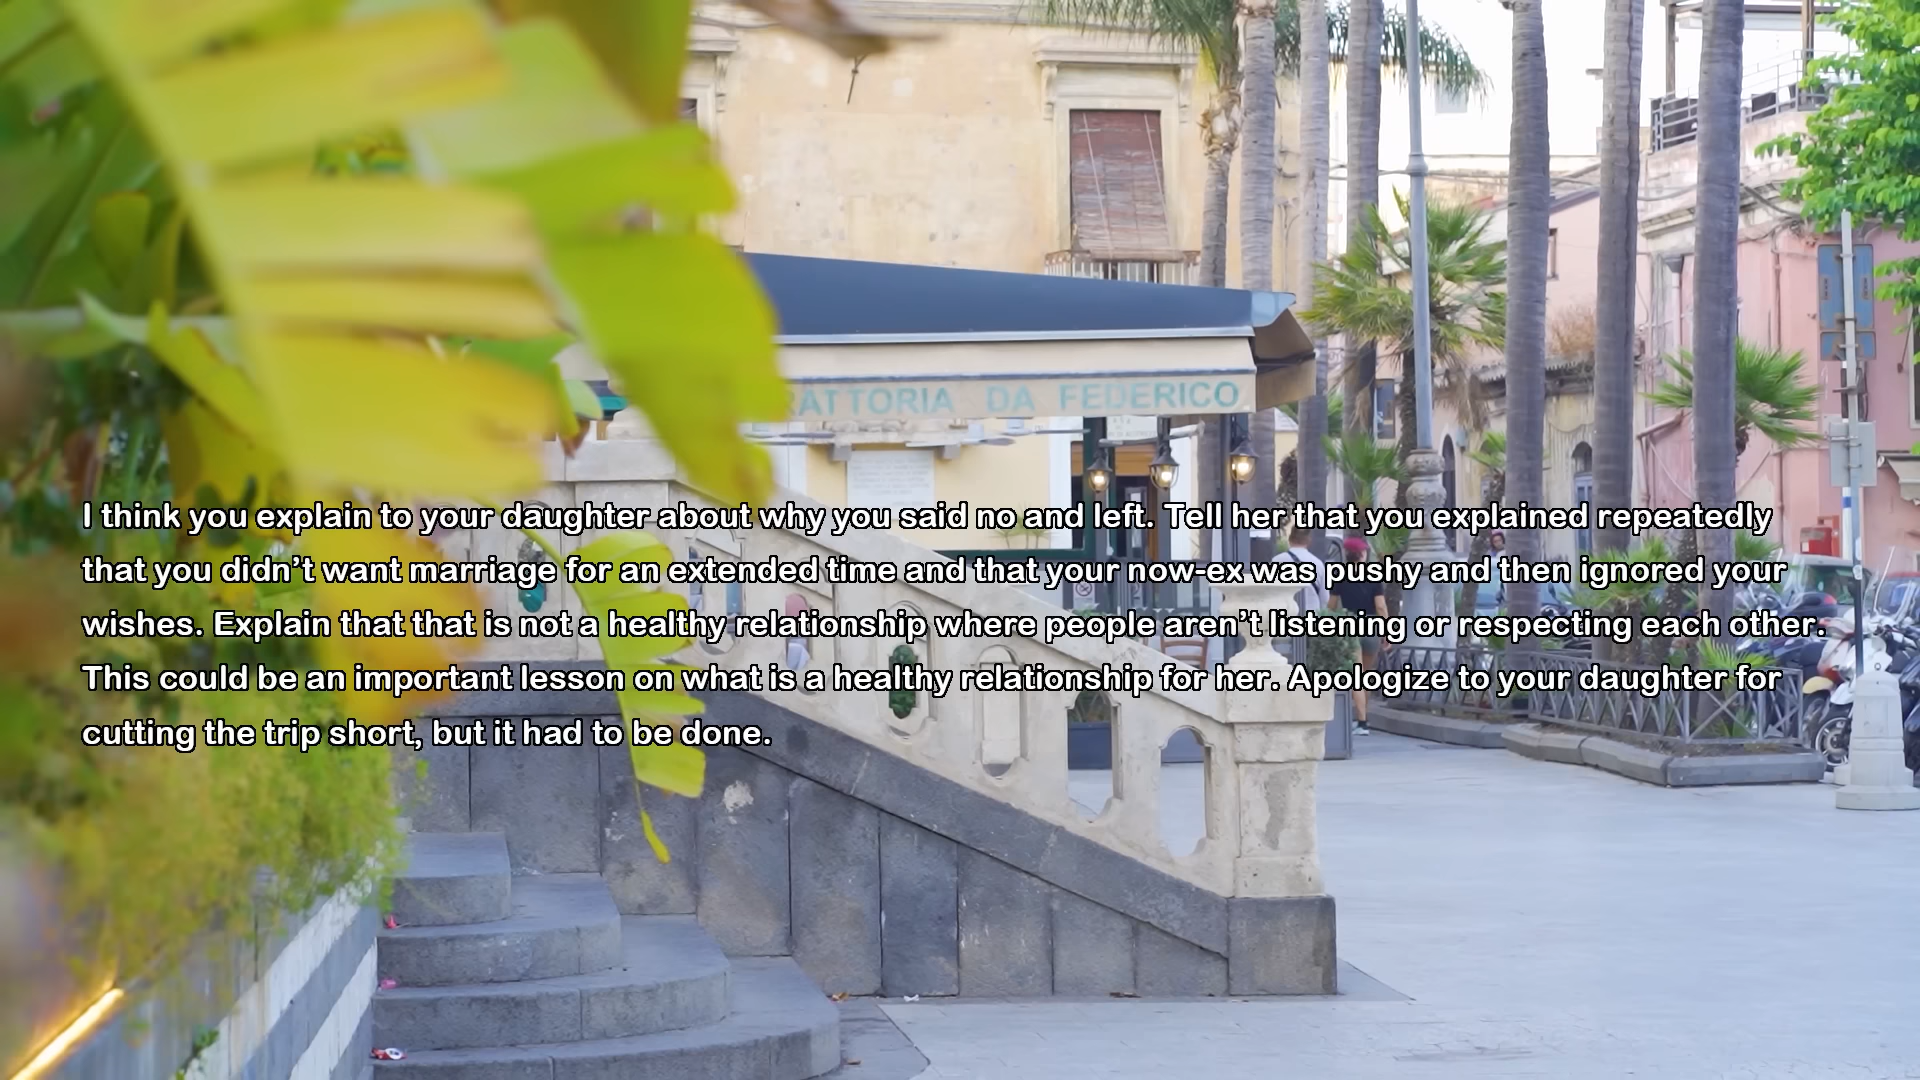 RATTORIA DA FEDERICO
I think you explain to your daughter about why you said no and left. Tell her that you explained repeatedly
that you didn’t want marriage for an extended time and that your now-ex was pushy and then ignored your
wishes. Explain that that is not a healthy relationship where people aren’t listening or respecting each other.
This could be an important lesson on what is a healthy relationship for her. Apologize to your daughter for
cutting the trip short, but it had to be done.